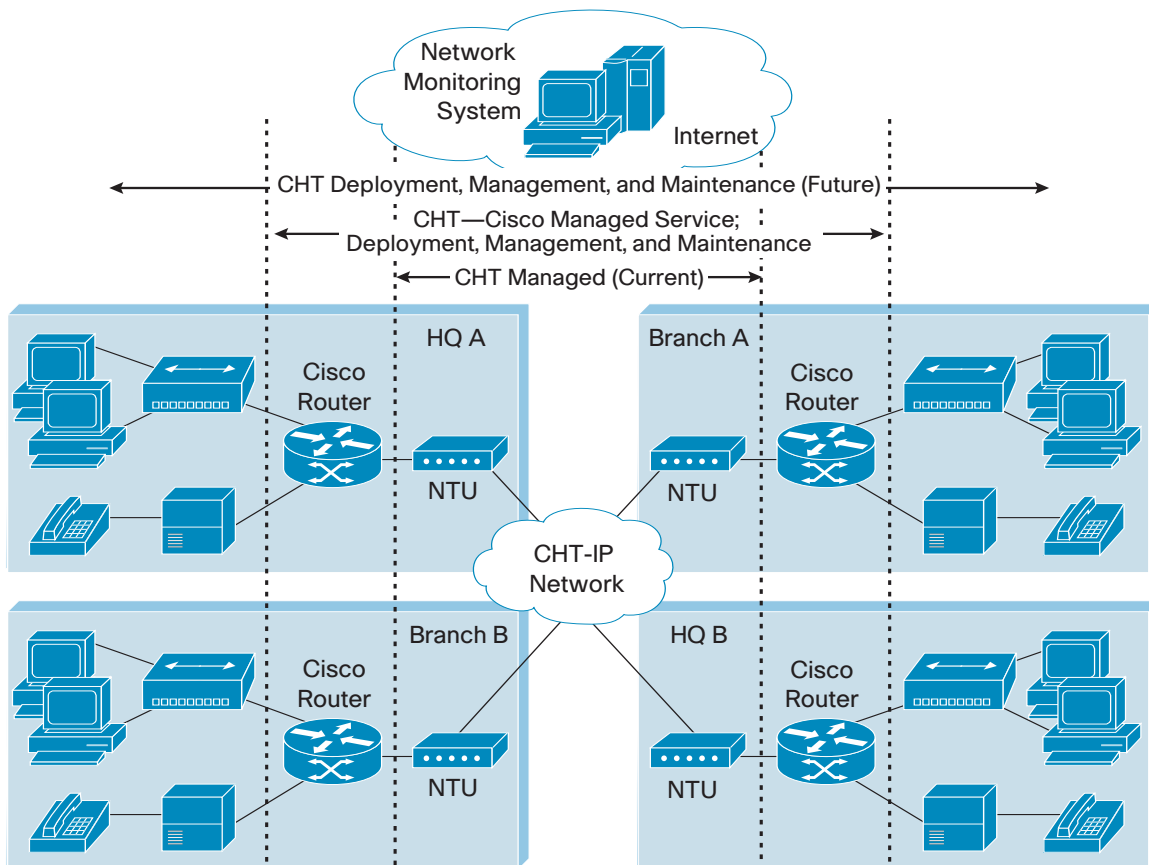 Network
Monitoring
System
Internet
CHT Deployment, Management, and Maintenance (Future)
CHT—Cisco Managed Service;
Deployment, Management, and Maintenance
CHT Managed (Current)
HQ A
Cisco
Router
NTU
Branch A
Cisco
Router
NTU
CHT-IP
Network
Branch B
Cisco
Router
NTU
HQ B
Cisco
Router
NTU